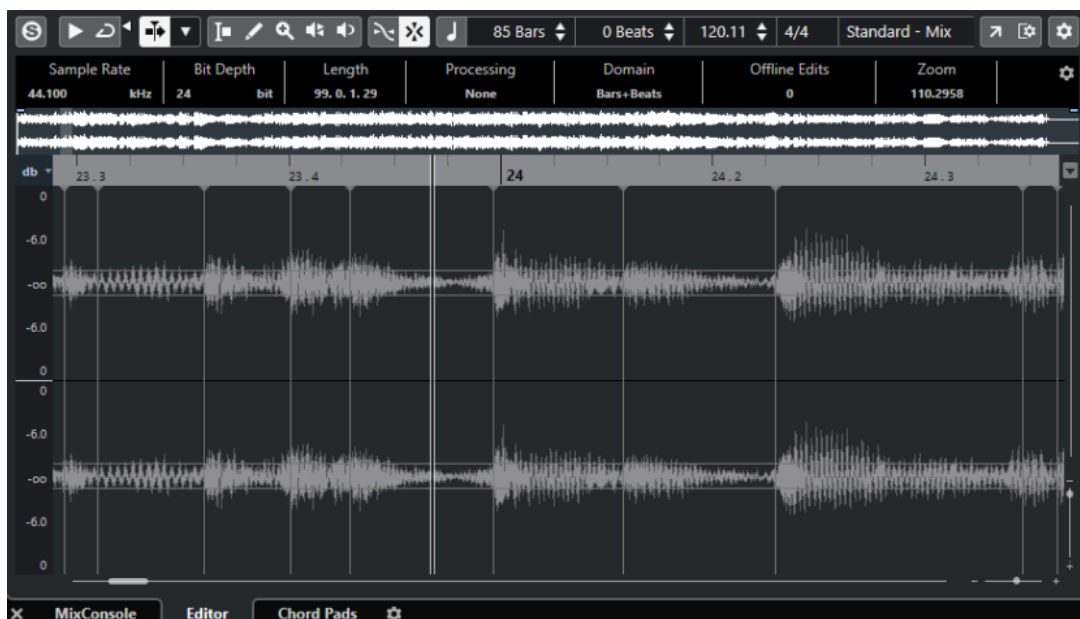 85 Bars 0 Beats 120.11 4/4 Standard - Mix
Sample Rate Bit Depth Length Processing Domain Offline Edits Zoom
44.100 kHz 24 bit 99. 0. 1. 29 None Bars+Beats 0 110.2958
db 23.3 23.4 24 24.2 24.3
0
-6.0
-oo
-6.0
0
0
-6.0
-oo
-6.0
0
MixConsole Editor Chord Pads